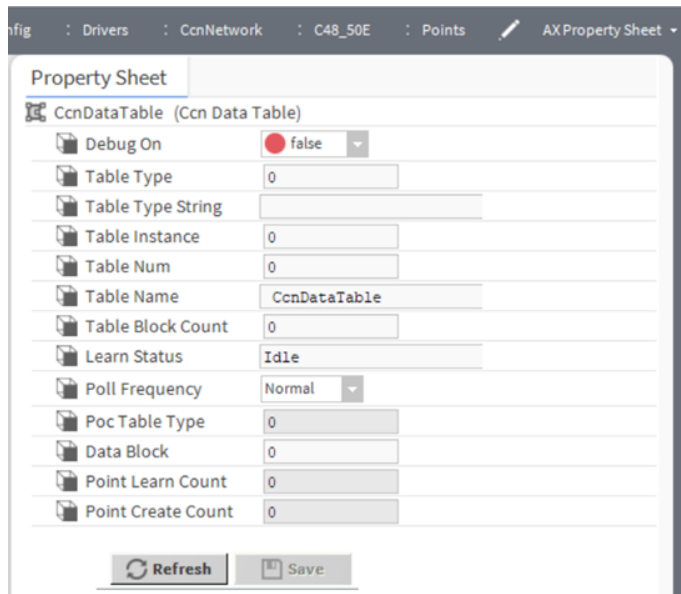 nfig : Drivers : CcnNetwork : C48_50E : Points AX Property Sheet
Property Sheet
CcnDataTable (Ccn Data Table)
Debug On false
Table Type 0
Table Type String
Table Instance 0
Table Num 0
Table Name CcnDataTable
Table Block Count 0
Learn Status Idle
Poll Frequency Normal
Poc Table Type 0
Data Block 0
Point Learn Count 0
Point Create Count 0
Refresh Save